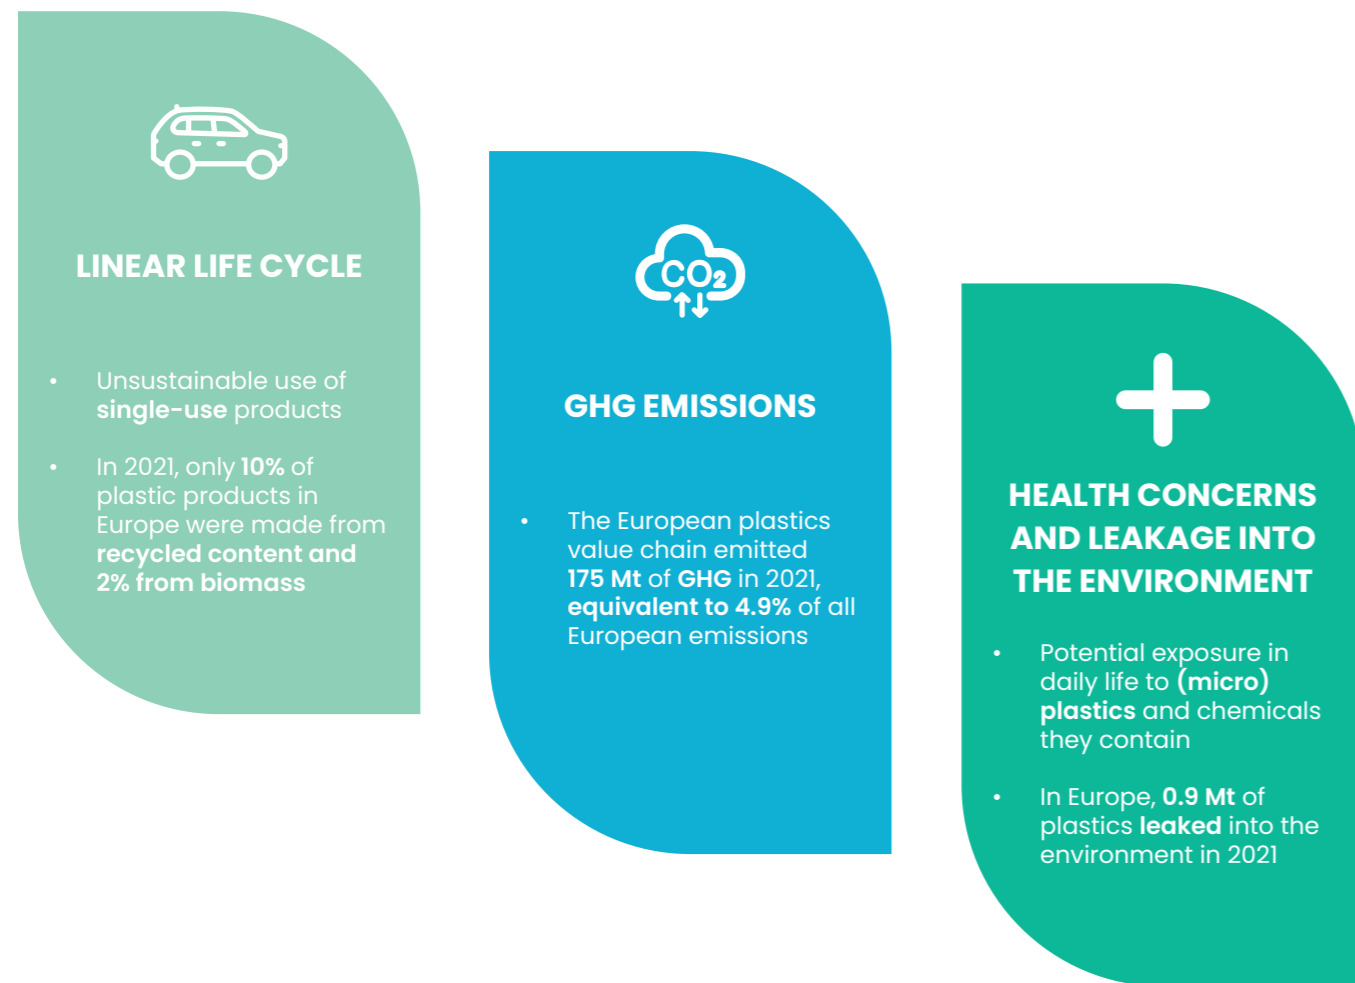 LINEAR LIFE CYCLE
• Unsustainable use of
single-use products
• In 2021, only 10% of
plastic products in
Europe were made from
recycled content and
2% from biomass
CO2
GHG EMISSIONS
• The European plastics
value chain emitted
175 Mt of GHG in 2021,
equivalent to 4.9% of all
European emissions
HEALTH CONCERNS
AND LEAKAGE INTO
THE ENVIRONMENT
• Potential exposure in
daily life to (micro)
plastics and chemicals
they contain
• In Europe, 0.9 Mt of
plastics leaked into the
environment in 2021